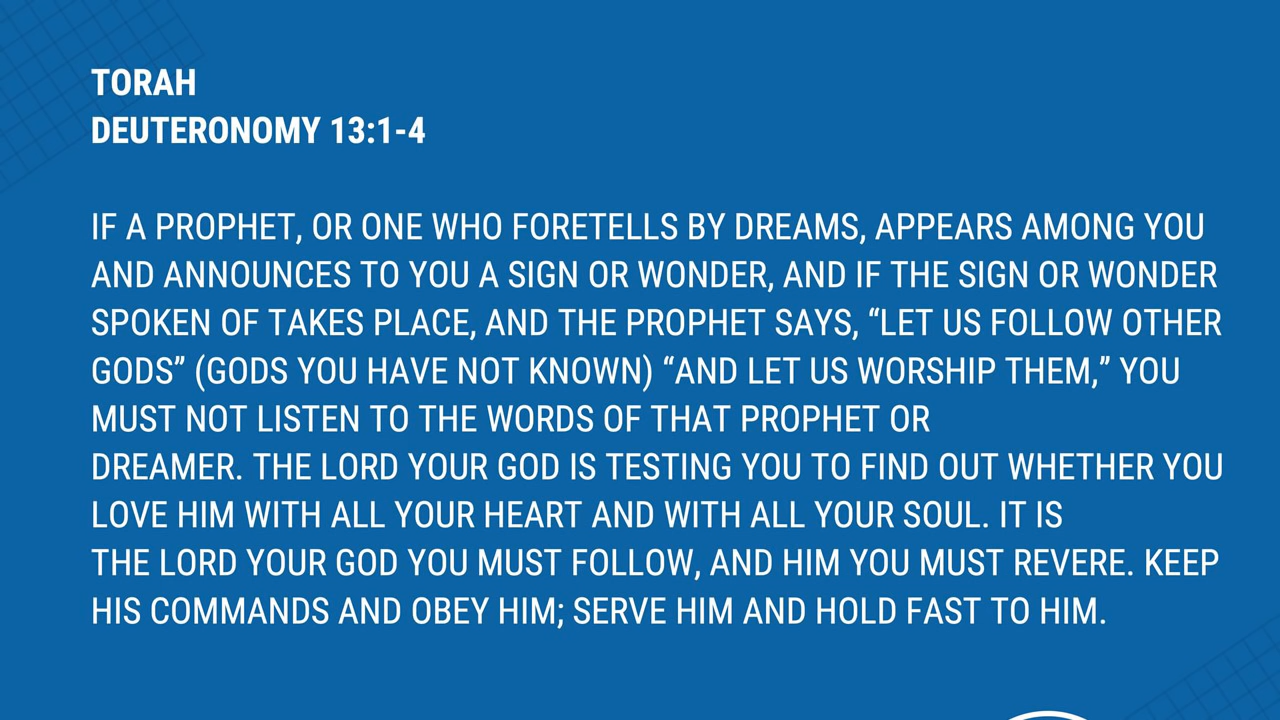 TORAH
DEUTERONOMY 13:1-4
IF A PROPHET, OR ONE WHO FORETELLS BY DREAMS, APPEARS AMONG YOU
AND ANNOUNCES TO YOU A SIGN OR WONDER, AND IF THE SIGN OR WONDER
SPOKEN OF TAKES PLACE, AND THE PROPHET SAYS, “LET US FOLLOW OTHER
GODS” (GODS YOU HAVE NOT KNOWN) “AND LET US WORSHIP THEM,” YOU
MUST NOT LISTEN TO THE WORDS OF THAT PROPHET OR
DREAMER. THE LORD YOUR GOD IS TESTING YOU TO FIND OUT WHETHER YOU
LOVE HIM WITH ALL YOUR HEART AND WITH ALL YOUR SOUL. IT IS
THE LORD YOUR GOD YOU MUST FOLLOW, AND HIM YOU MUST REVERE. KEEP
HIS COMMANDS AND OBEY HIM; SERVE HIM AND HOLD FAST TO HIM.